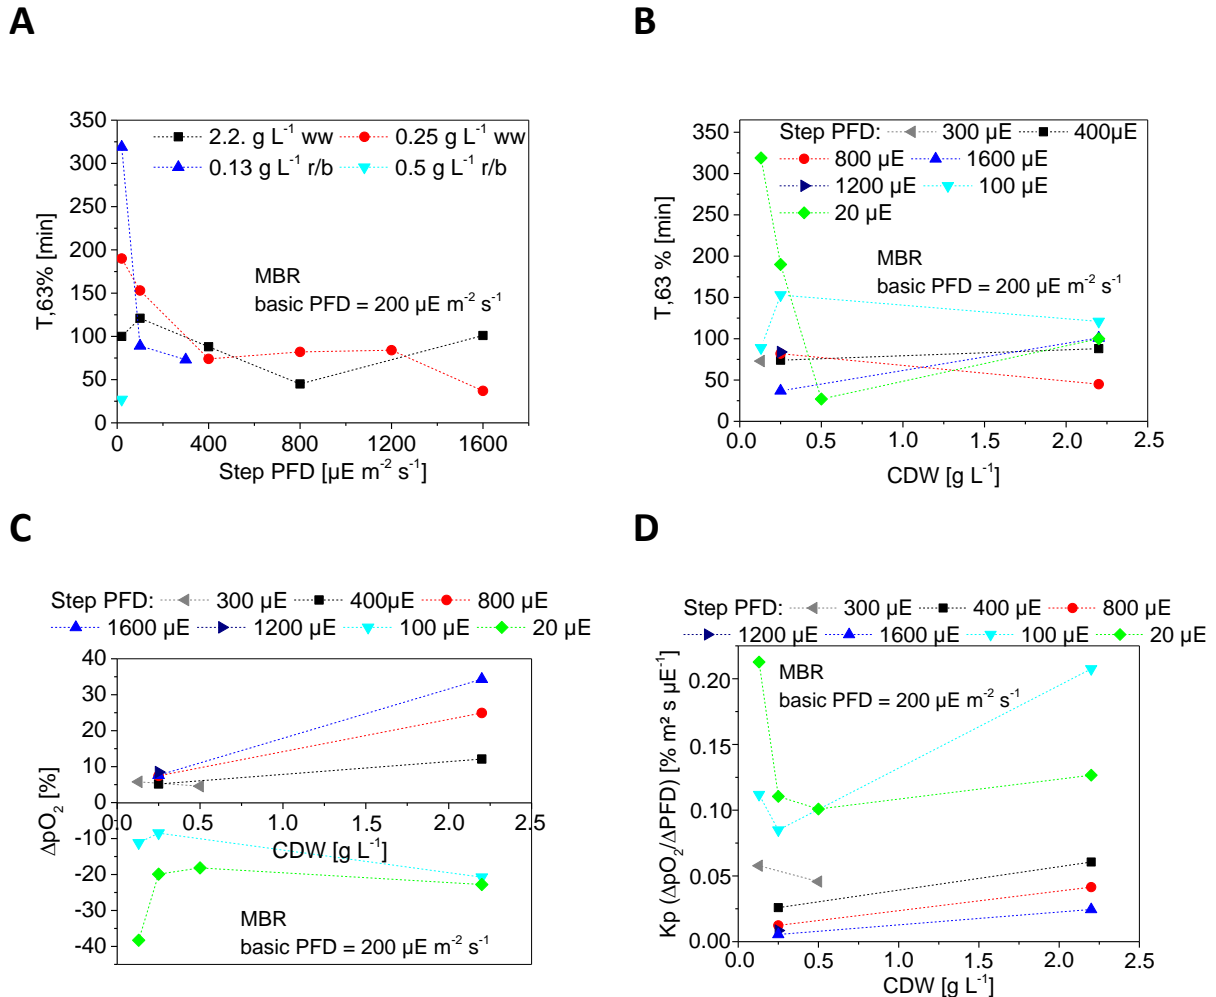 A
350
300
250
200
150
100
50
0
T,63% [min]
2.2. g L⁻¹ ww
0.25 g L⁻¹ ww
0.13 g L⁻¹ r/b
0.5 g L⁻¹ r/b
MBR
basic PFD = 200 µE m⁻² s⁻¹
0
400
800
1200
1600
Step PFD [µE m⁻² s⁻¹]
B
350
300
250
200
150
100
50
0
T,63 % [min]
Step PFD:
300 µE
400µE
800 µE
1600 µE
1200 µE
100 µE
20 µE
MBR
basic PFD = 200 µE m⁻² s⁻¹
0.0
0.5
1.0
1.5
2.0
2.5
CDW [g L⁻¹]
C
Step PFD:
300 µE
400µE
800 µE
1600 µE
1200 µE
100 µE
20 µE
40
30
20
10
0
-10
-20
-30
-40
ΔpO₂ [%]
0.0
0.5
1.0
1.5
2.0
2.5
CDW [g L⁻¹]
MBR
basic PFD = 200 µE m⁻² s⁻¹
D
Step PFD:
300 µE
400 µE
800 µE
1200 µE
1600 µE
100 µE
20 µE
0.20
0.15
0.10
0.05
0.00
Kp (ΔpO₂/ΔPFD) [% m² s µE⁻¹]
MBR
basic PFD = 200 µE m⁻² s⁻¹
0.0
0.5
1.0
1.5
2.0
2.5
CDW [g L⁻¹]